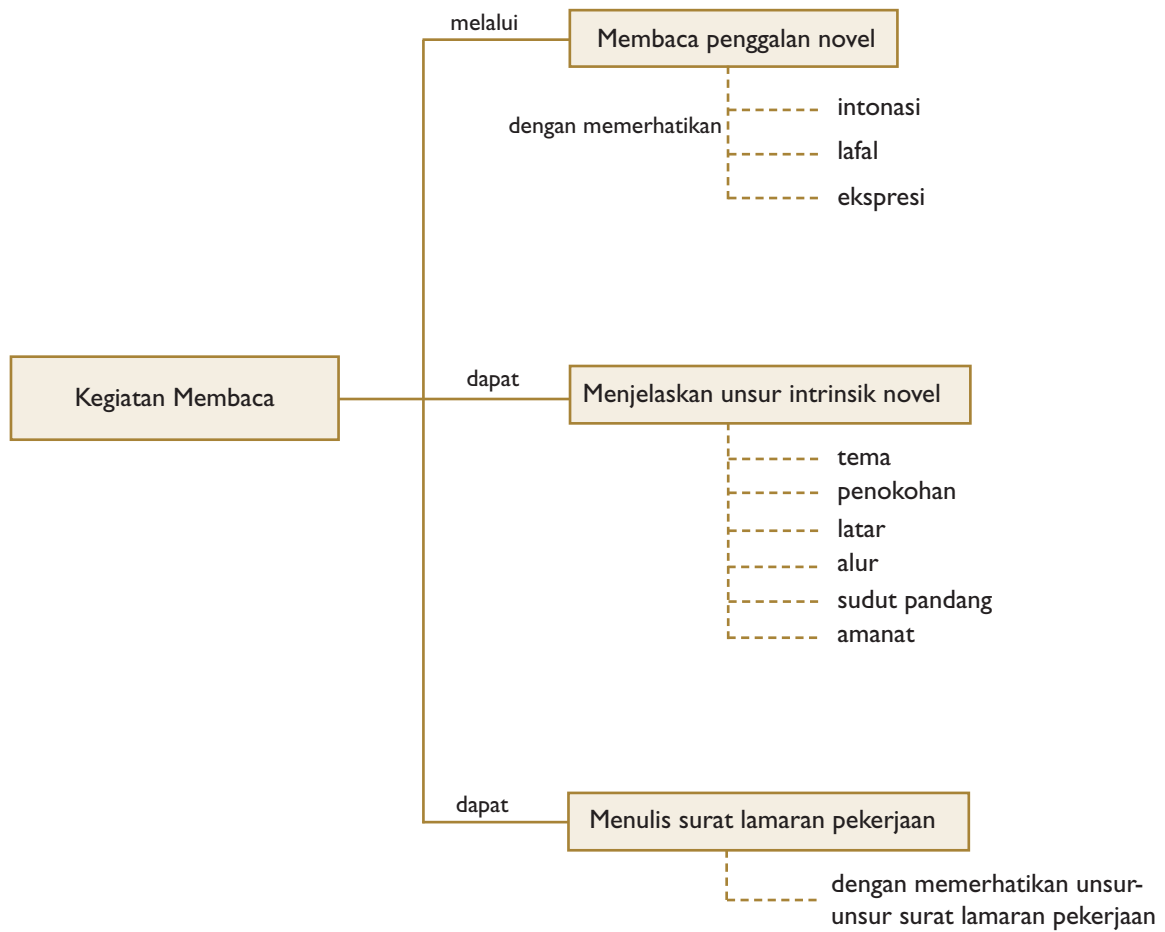 melalui
Membaca penggalan novel
dengan memerhatikan
intonasi
lafal
ekspresi
Kegiatan Membaca
dapat
Menjelaskan unsur intrinsik novel
tema
penokohan
latar
alur
sudut pandang
amanat
dapat
Menulis surat lamaran pekerjaan
dengan memerhatikan unsur-
unsur surat lamaran pekerjaan